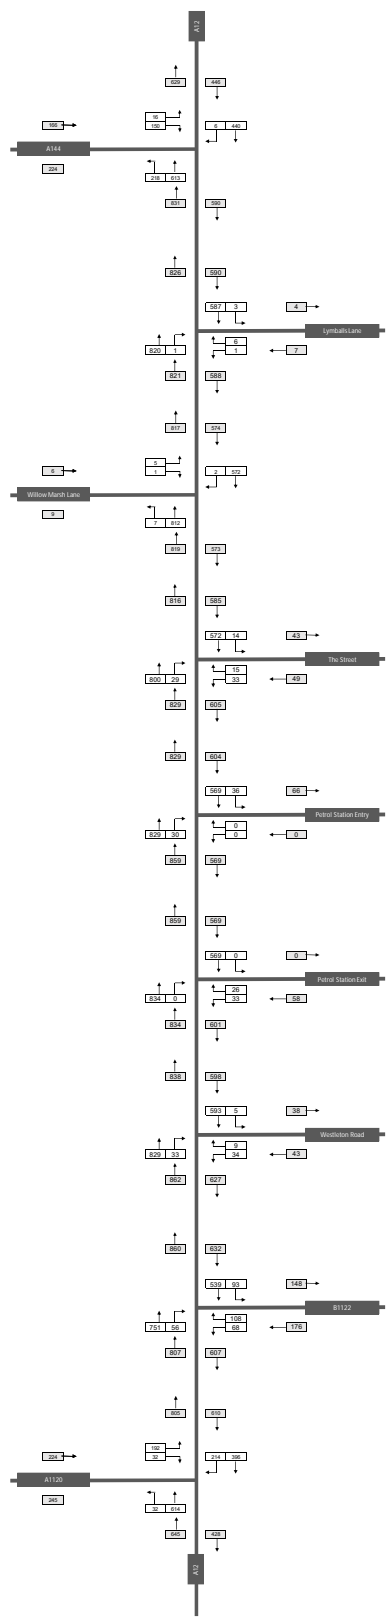 A12
629 446
16
166 150 6 440
A144
224
218 613
831 590
826 590
587 3 4
Lymballs Lane
6
820 1 1 7
821 588
817 574
5
6 1 2 572
Willow Marsh Lane
9
7 812
819 573
816 585
572 14 43
The Street
15
800 29 33 49
829 605
829 604
569 36 66
Petrol Station Entry
0
829 30 0 0
859 569
859 569
569 0 0
Petrol Station Exit
26
834 0 33 58
834 601
838 598
593 5 38
Westleton Road
9
829 33 34 43
862 627
860 632
539 93 148
B1122
108
751 56 68 176
807 607
805 610
192
224 32 214 396
A1120
245
32 614
645 428
A12